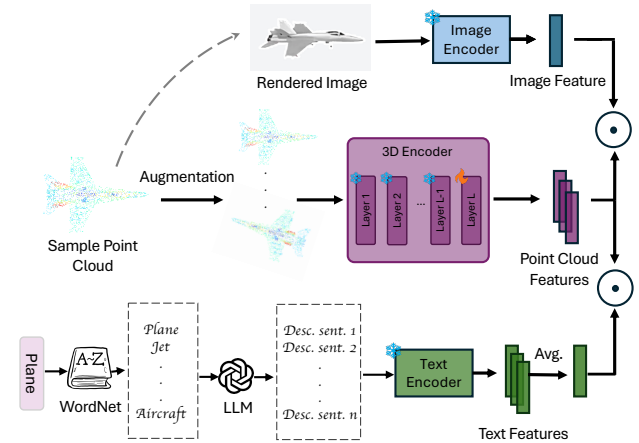 Image
Encoder
Rendered Image
Image Feature
Augmentation
3D Encoder
Layer 1
Layer 2
...
Layer L-1
Layer L
Sample Point
Cloud
Point Cloud
Features
Plane
A-Z
WordNet
Plane
Jet
.
.
.
Aircraft
LLM
Desc. sent. 1
Desc. sent. 2
.
.
.
Desc. sent. n
Text
Encoder
Avg.
Text Features